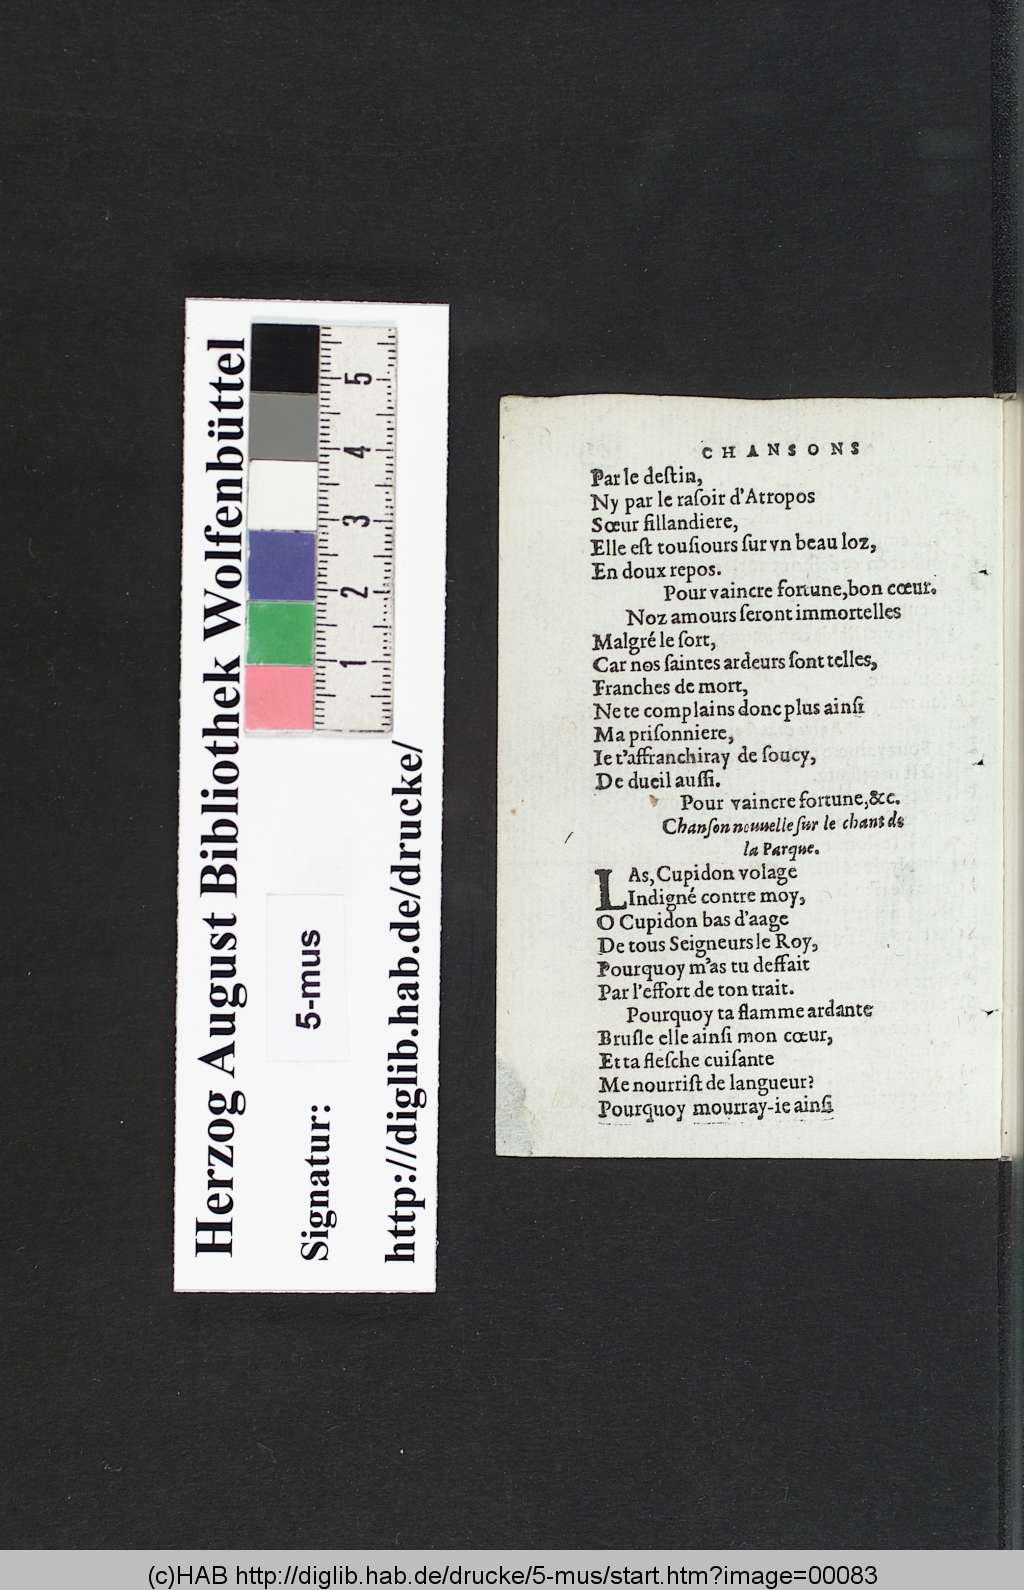 Herzog August Bibliothek Wolfenbüttel
Signatur:
5-mus
http://diglib.hab.de/drucke/
1 2 3 4 5
CHANSONS
Par le deſtin,
Ny par le raſoir d'Atropos
Sœur fillandiere,
Elle eſt touſiours ſur vn beau loz,
En doux repos.
Pour vaincre fortune, bon cœur.
Noz amours ſeront immortelles
Malgré le ſort,
Car nos ſaintes ardeurs ſont telles,
Franches de mort,
Ne te complains donc plus ainſi
Ma priſonniere,
Ie t'affranchiray de ſoucy,
De dueil auſſi.
Pour vaincre fortune, &c.
Chanſon nouuelle ſur le chant de
la Parque.
LAs, Cupidon volage
Indigné contre moy,
O Cupidon bas d'aage
De tous Seigneurs le Roy,
Pourquoy m'as tu deffait
Par l'effort de ton trait.
Pourquoy ta flamme ardante
Bruſle elle ainſi mon cœur,
Et ta fleſche cuiſante
Me nourriſt de langueur?
Pourquoy mourray-ie ainſi
(c)HAB http://diglib.hab.de/drucke/5-mus/start.htm?image=00083